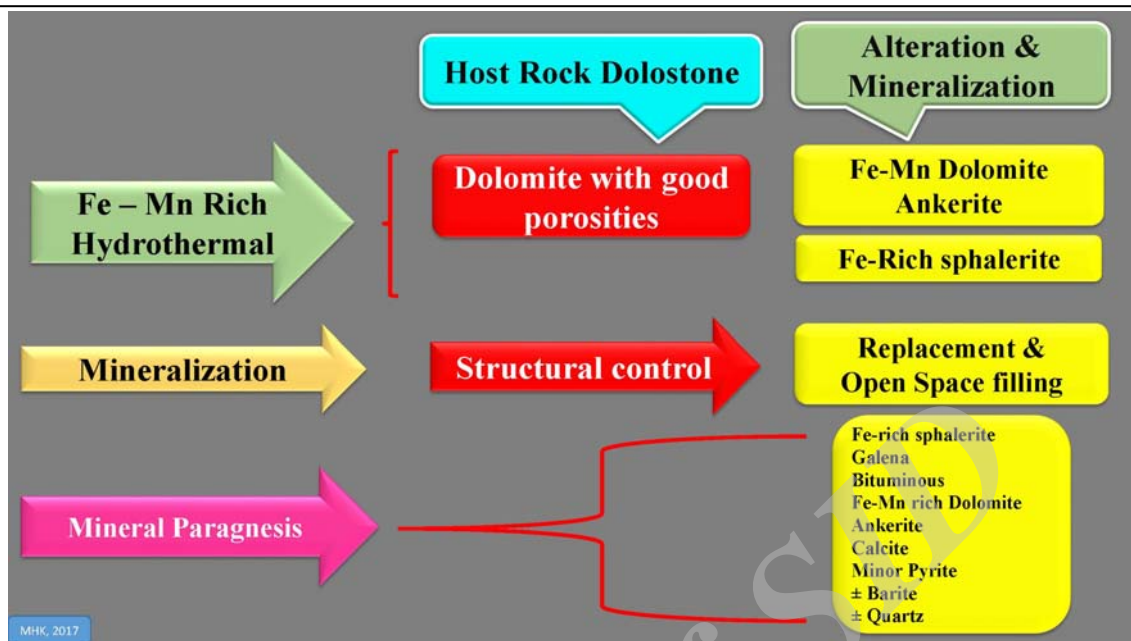 Host Rock Dolostone
Alteration &
Mineralization
Fe – Mn Rich
Hydrothermal
Dolomite with good
porosities
Fe-Mn Dolomite
Ankerite
Fe-Rich sphalerite
Mineralization
Structural control
Replacement &
Open Space filling
Mineral Paragnesis
Fe-rich sphalerite
Galena
Bituminous
Fe-Mn rich Dolomite
Ankerite
Calcite
Minor Pyrite
± Barite
± Quartz
MHK, 2017